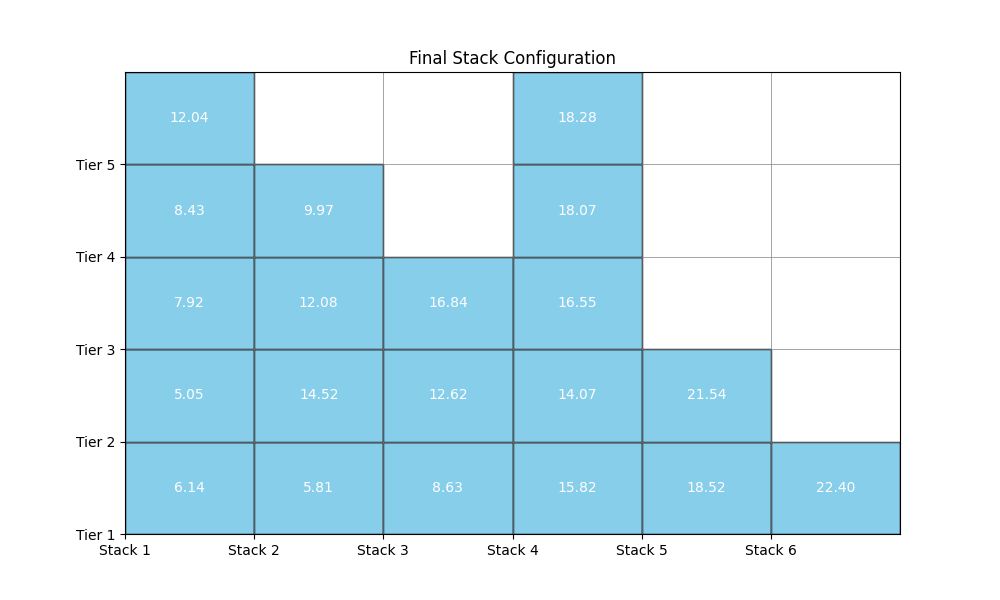 Final Stack Configuration
12.04 18.28
Tier 5
8.43 9.97 18.07
Tier 4
7.92 12.08 16.84 16.55
Tier 3
5.05 14.52 12.62 14.07 21.54
Tier 2
6.14 5.81 8.63 15.82 18.52 22.40
Tier 1
Stack 1 Stack 2 Stack 3 Stack 4 Stack 5 Stack 6